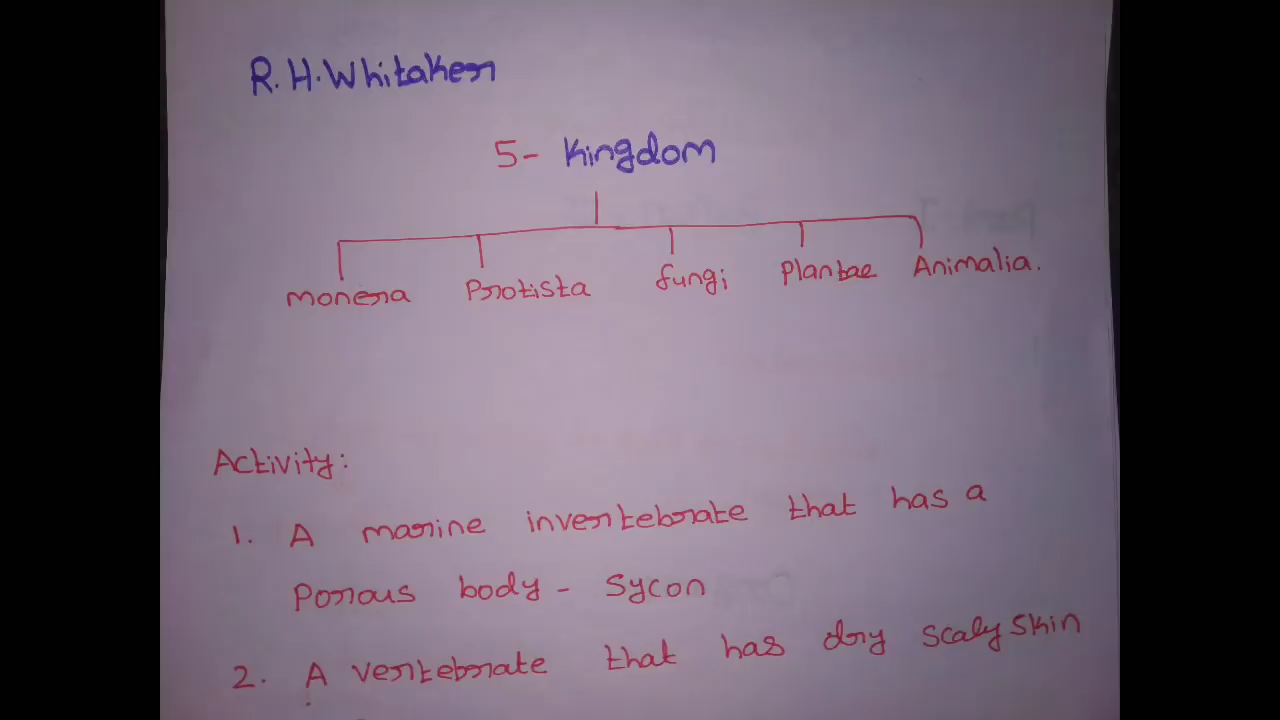 R.H.Whitaker
5- Kingdom
Monera Protista fungi Plantae Animalia.
Activity:
1. A marine invertebrate that has a
Porous body - Sycon
2. A vertebrate that has dry scaly skin